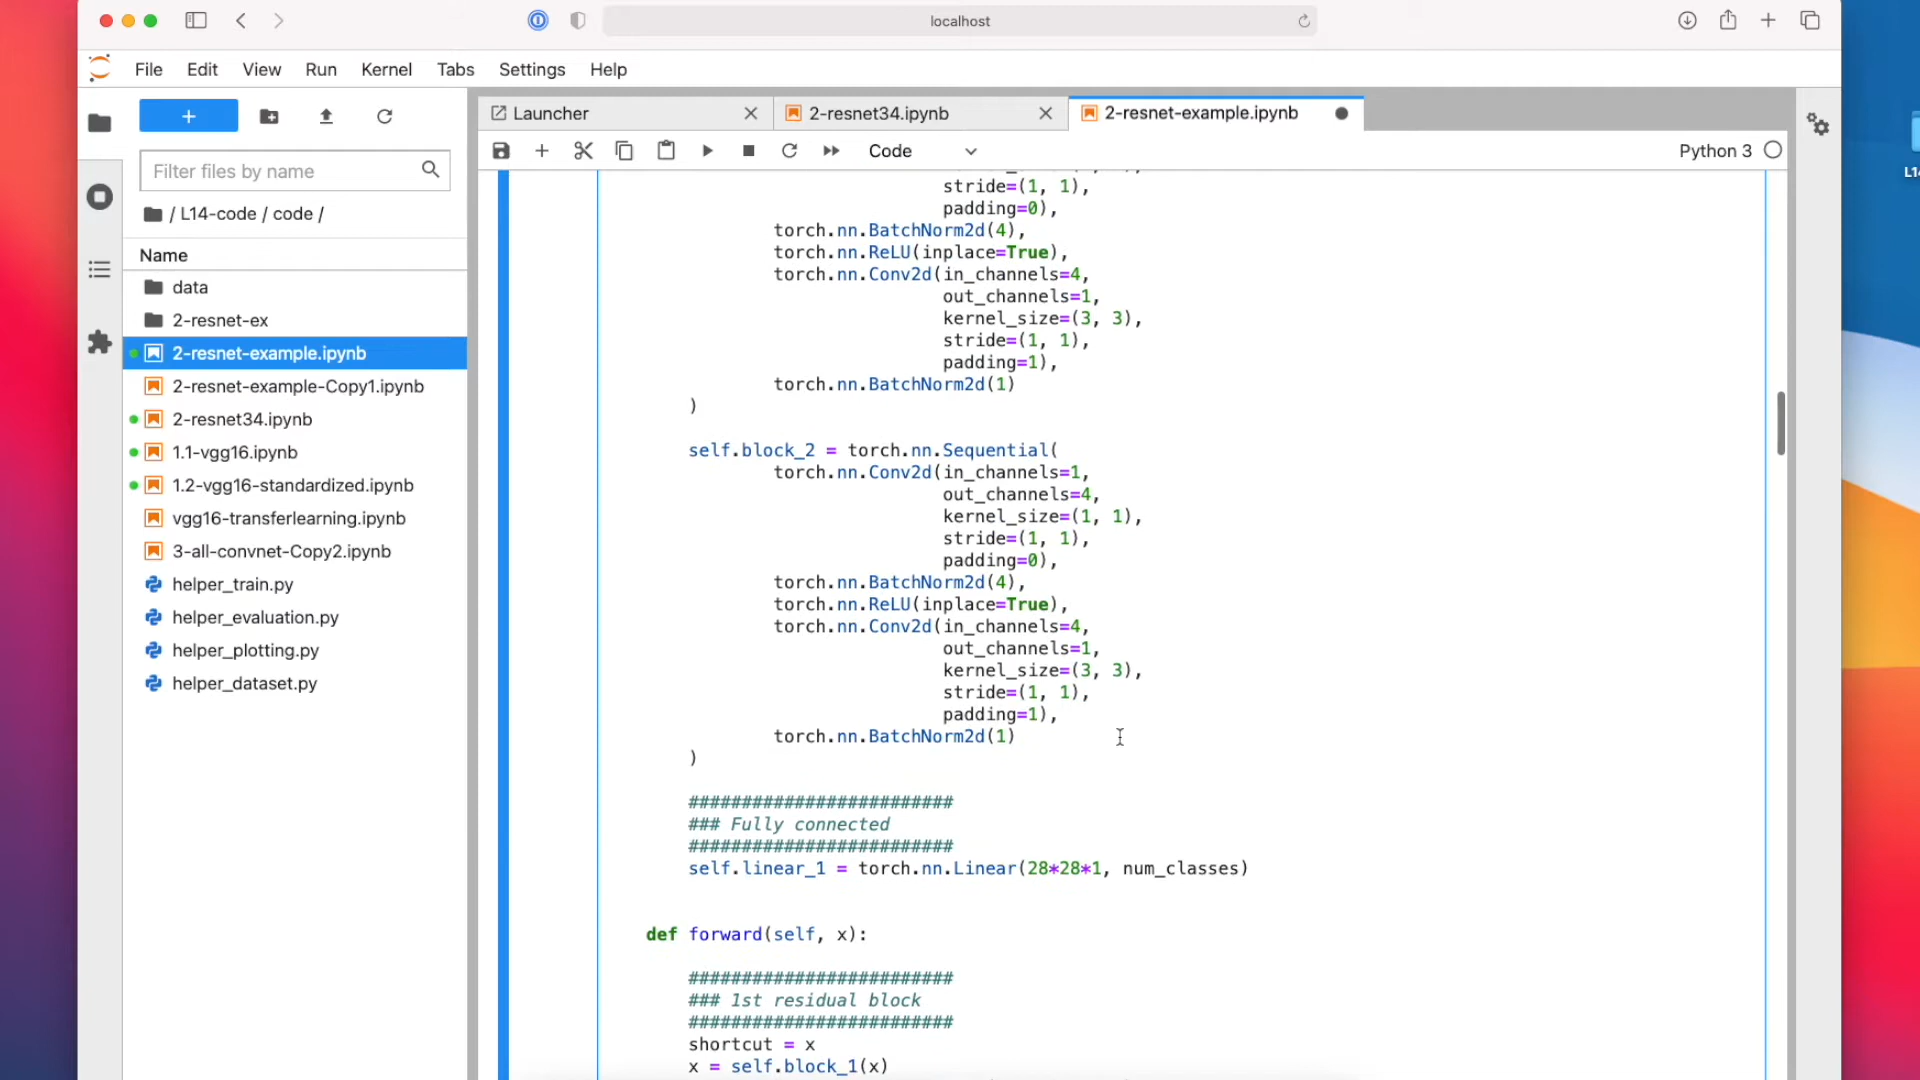 localhost
File Edit View Run Kernel Tabs Settings Help
Launcher
2-resnet34.ipynb
2-resnet-example.ipynb
Filter files by name
Code
Python 3
/ L14-code / code /
Name
data
2-resnet-ex
2-resnet-example.ipynb
2-resnet-example-Copy1.ipynb
2-resnet34.ipynb
1.1-vgg16.ipynb
1.2-vgg16-standardized.ipynb
vgg16-transferlearning.ipynb
3-all-convnet-Copy2.ipynb
helper_train.py
helper_evaluation.py
helper_plotting.py
helper_dataset.py
stride=(1, 1),
padding=0),
torch.nn.BatchNorm2d(4),
torch.nn.ReLU(inplace=True),
torch.nn.Conv2d(in_channels=4,
out_channels=1,
kernel_size=(3, 3),
stride=(1, 1),
padding=1),
torch.nn.BatchNorm2d(1)
)
self.block_2 = torch.nn.Sequential(
torch.nn.Conv2d(in_channels=1,
out_channels=4,
kernel_size=(1, 1),
stride=(1, 1),
padding=0),
torch.nn.BatchNorm2d(4),
torch.nn.ReLU(inplace=True),
torch.nn.Conv2d(in_channels=4,
out_channels=1,
kernel_size=(3, 3),
stride=(1, 1),
padding=1),
torch.nn.BatchNorm2d(1)
)
#########################
### Fully connected
#########################
self.linear_1 = torch.nn.Linear(28*28*1, num_classes)
def forward(self, x):
#########################
### 1st residual block
#########################
shortcut = x
x = self.block_1(x)